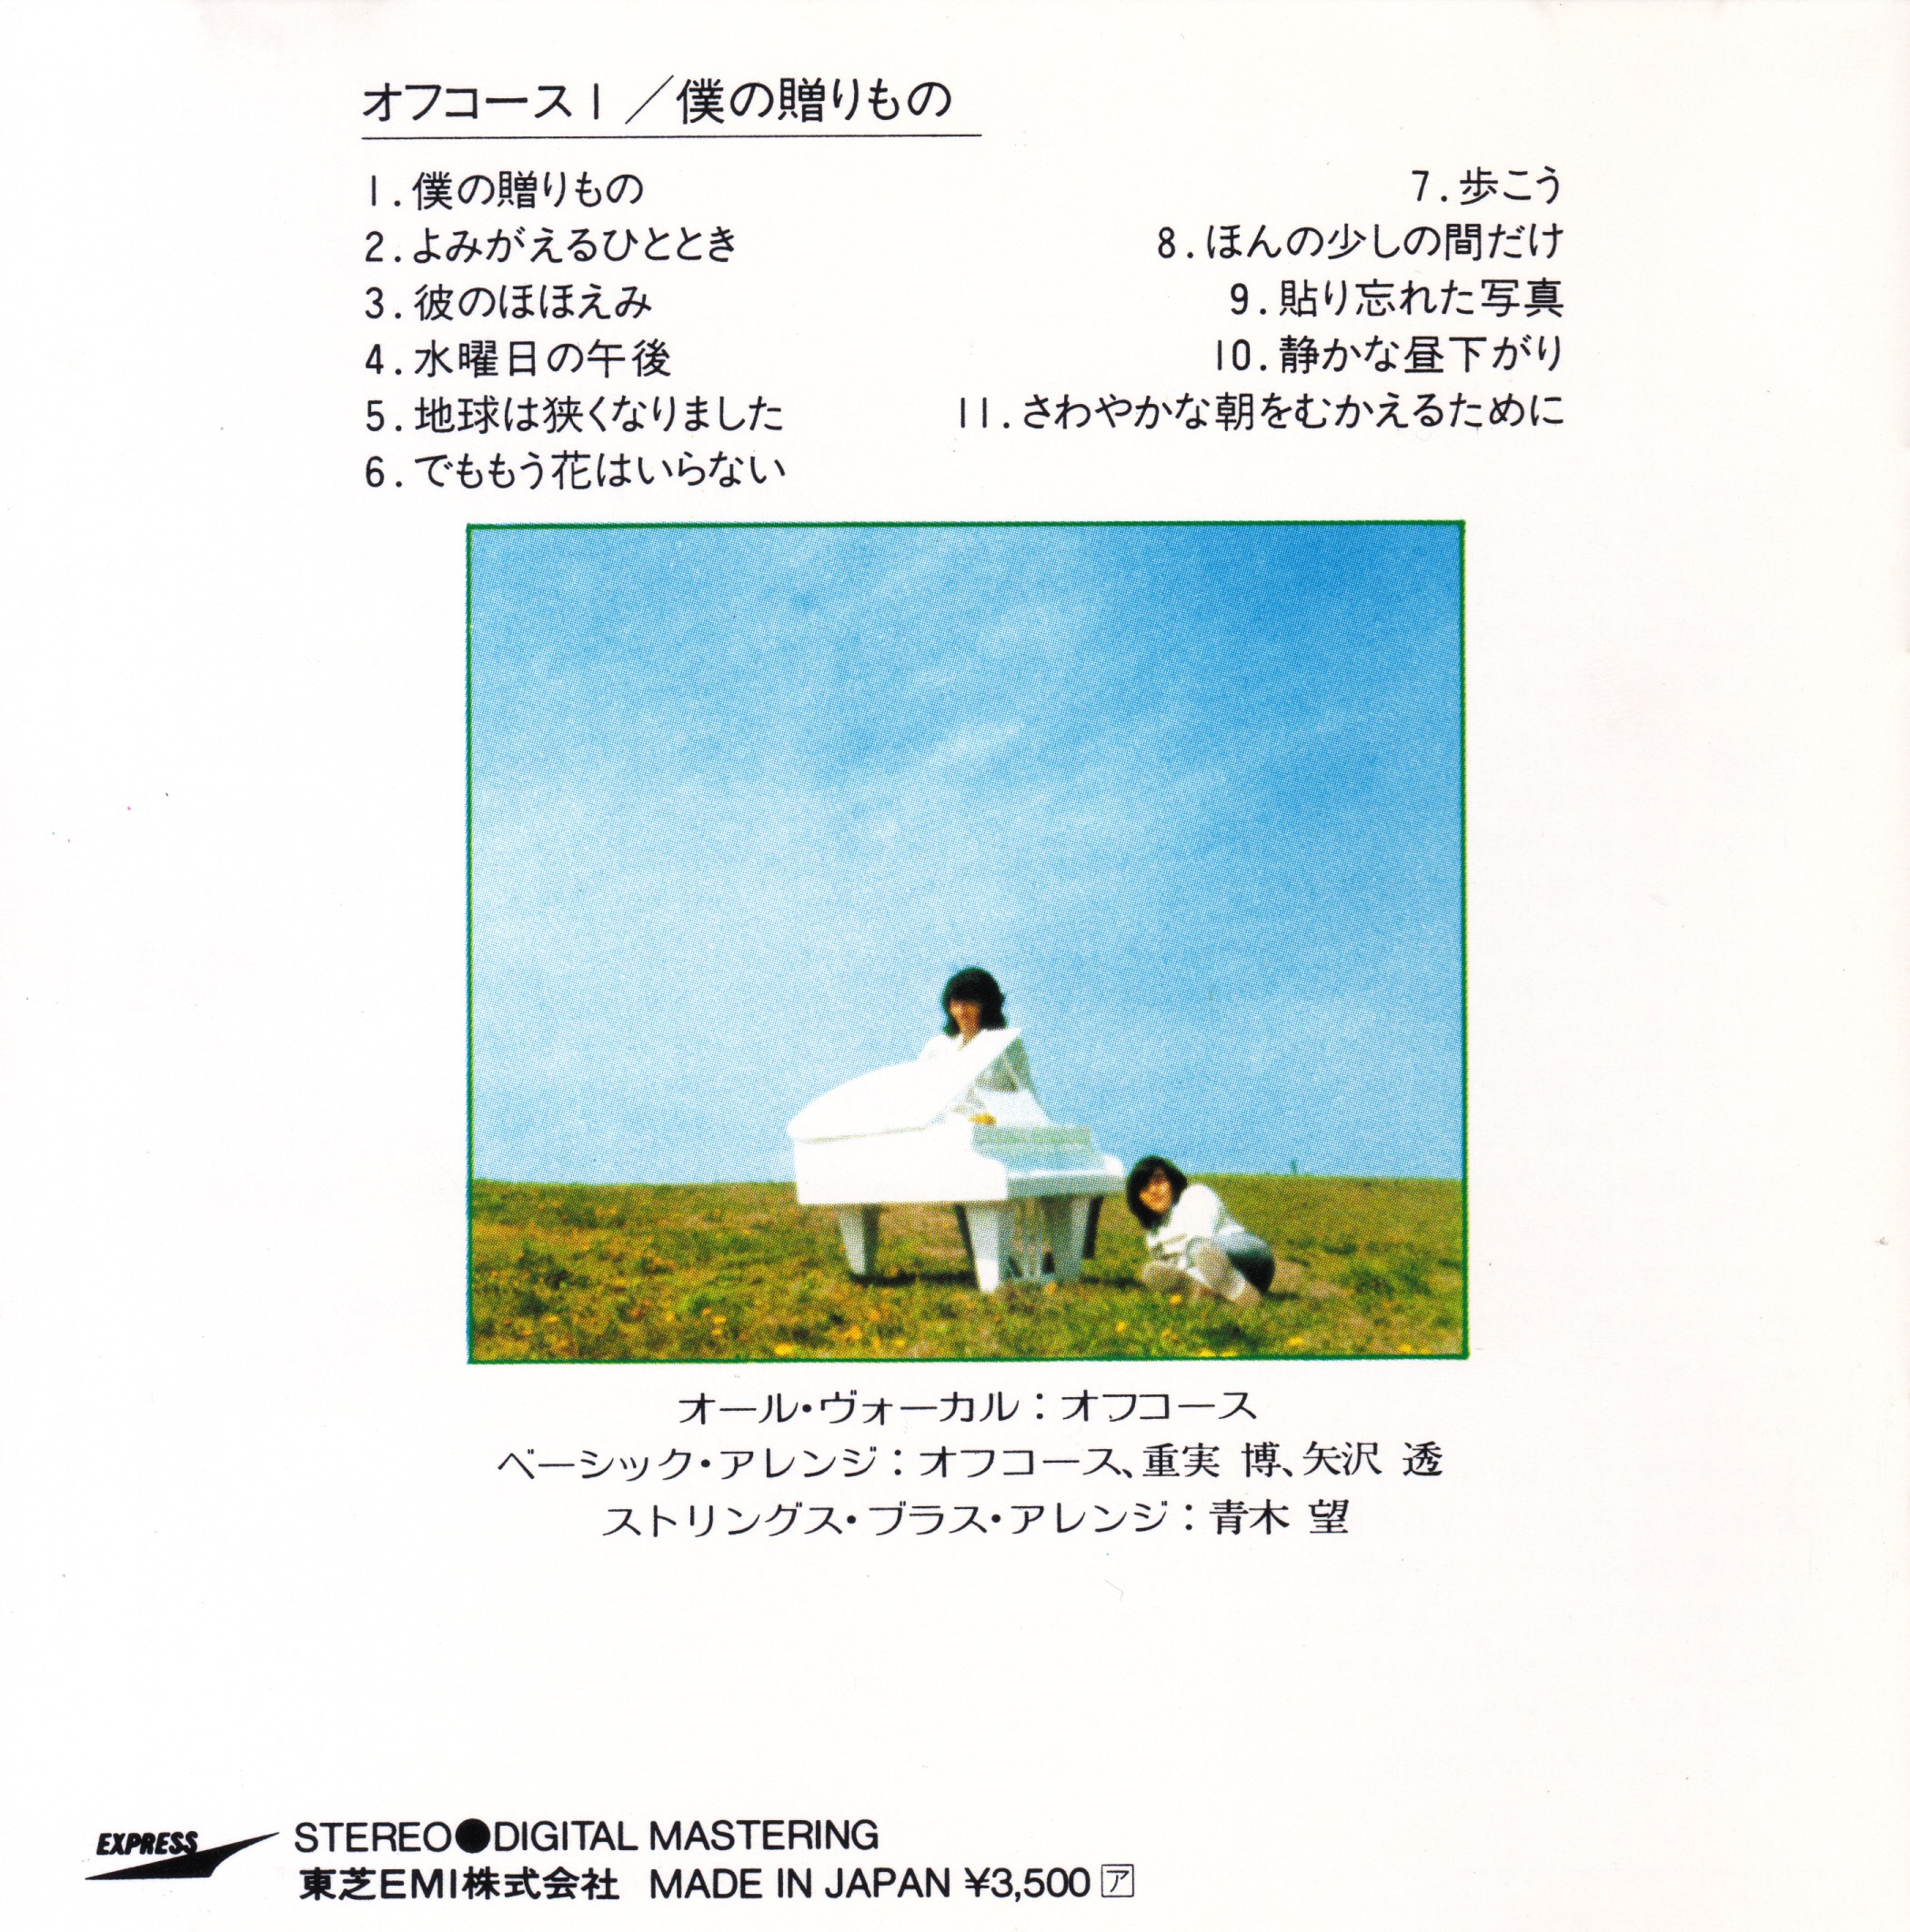 オフコース1／僕の贈りもの
1.僕の贈りもの
2.よみがえるひととき
3.彼のほほえみ
4.水曜日の午後
5.地球は狭くなりました
6.でももう花はいらない
7.歩こう
8.ほんの少しの間だけ
9.貼り忘れた写真
10.静かな昼下がり
11.さわやかな朝をむかえるために
オール・ヴォーカル：オフコース
ベーシック・アレンジ：オフコース、重実 博、矢沢 透
ストリングス・ブラス・アレンジ：青木 望
EXPRESS
STEREO●DIGITAL MASTERING
東芝EMI株式会社 MADE IN JAPAN ¥3,500 ア